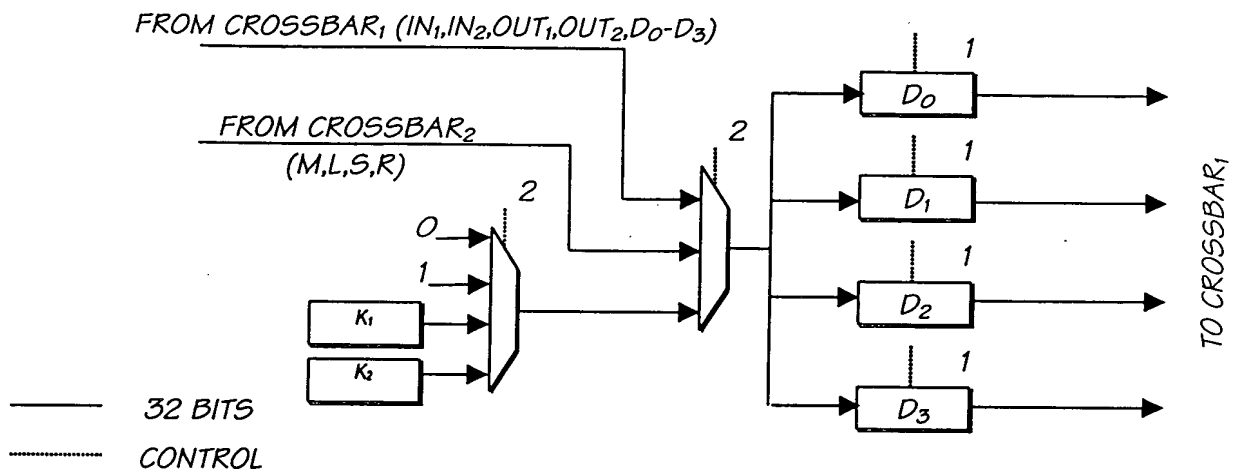 FROM CROSSBAR₁ (IN₁,IN₂,OUT₁,OUT₂,D₀-D₃)
1
D₀
FROM CROSSBAR₂
(M,L,S,R)
2
1
D₁
2
0
1
K₁
K₂
1
D₂
1
D₃
TO CROSSBAR₁
32 BITS
CONTROL